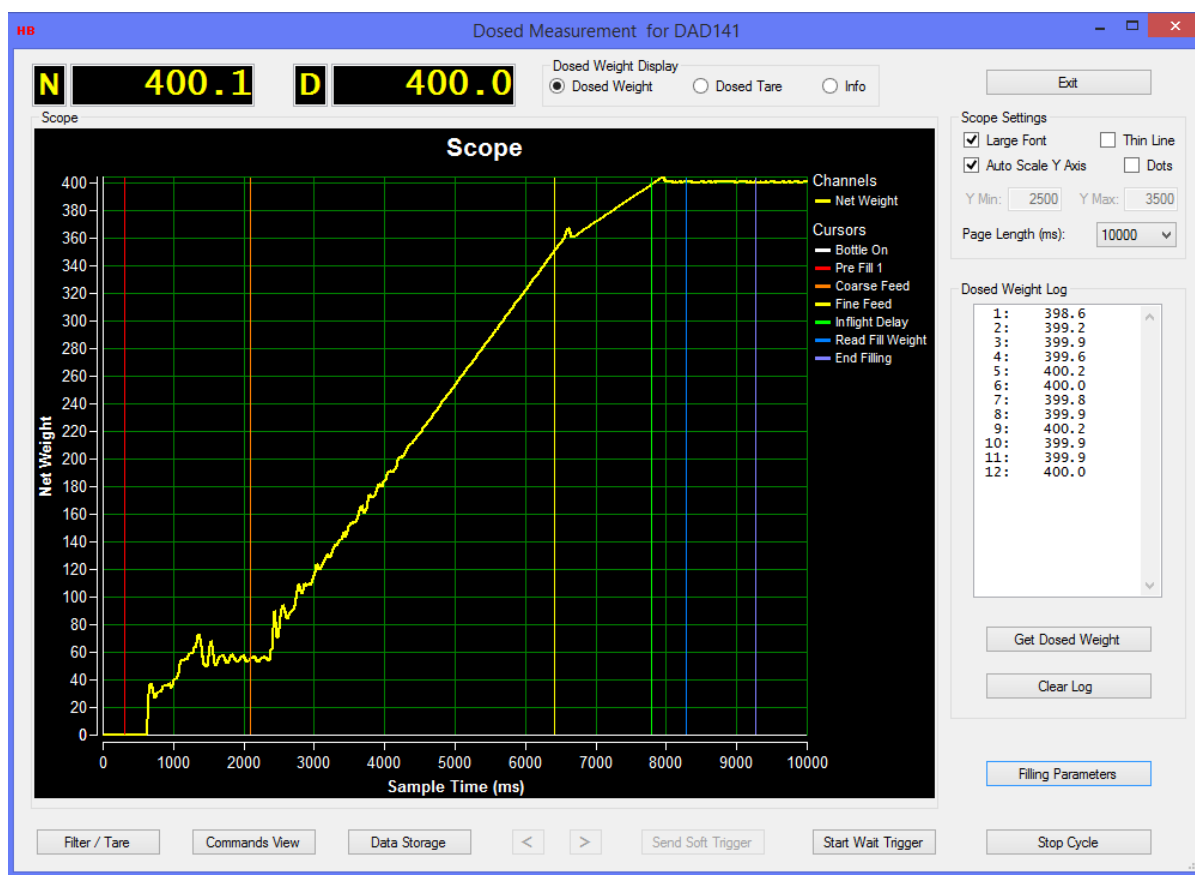 HB
Dosed Measurement for DAD141
N 400.1 D 400.0
Dosed Weight Display
Dosed Weight Dosed Tare Info
Exit
Scope
Scope
400
380
360
340
320
300
280
260
240
220
200
180
160
140
120
100
80
60
40
20
0
Net Weight
0 1000 2000 3000 4000 5000 6000 7000 8000 9000 10000
Sample Time (ms)
Channels
Net Weight
Cursors
Bottle On
Pre Fill 1
Coarse Feed
Fine Feed
Inflight Delay
Read Fill Weight
End Filling
Scope Settings
Large Font Thin Line
Auto Scale Y Axis Dots
Y Min: 2500 Y Max: 3500
Page Length (ms): 10000
Dosed Weight Log
1: 398.6
2: 399.2
3: 399.9
4: 399.6
5: 400.2
6: 400.0
7: 399.8
8: 399.9
9: 400.2
10: 399.9
11: 399.9
12: 400.0
Get Dosed Weight
Clear Log
Filling Parameters
Filter / Tare Commands View Data Storage < > Send Soft Trigger Start Wait Trigger Stop Cycle